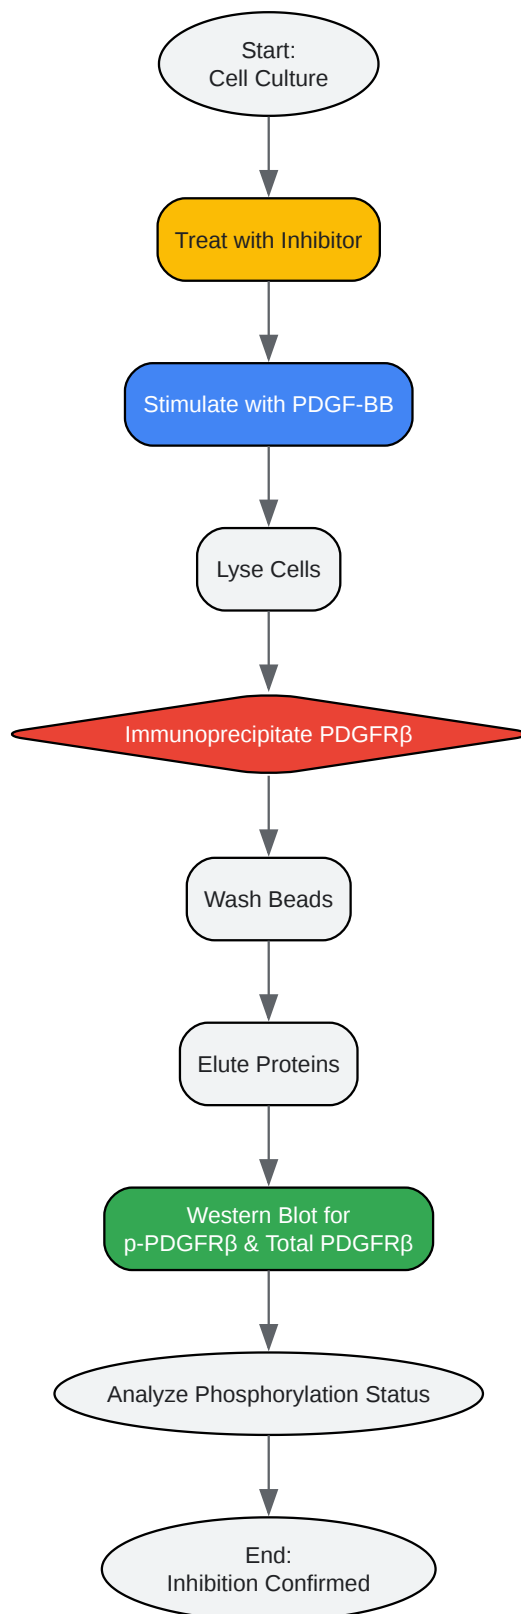 Start:
Cell Culture
Treat with Inhibitor
Stimulate with PDGF-BB
Lyse Cells
Immunoprecipitate PDGFRβ
Wash Beads
Elute Proteins
Western Blot for
p-PDGFRβ & Total PDGFRβ
Analyze Phosphorylation Status
End:
Inhibition Confirmed